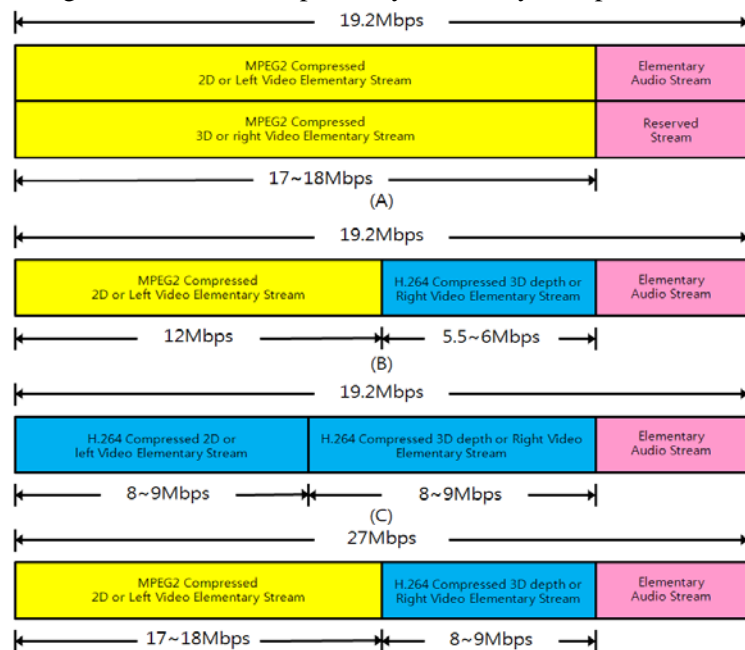 19.2Mbps
MPEG2 Compressed
2D or Left Video Elementary Stream
Elementary
Audio Stream
MPEG2 Compressed
3D or right Video Elementary Stream
Reserved
Stream
17~18Mbps
(A)
19.2Mbps
MPEG2 Compressed
2D or Left Video Elementary Stream
H.264 Compressed 3D depth or
Right Video Elementary Stream
Elementary
Audio Stream
12Mbps
5.5~6Mbps
(B)
19.2Mbps
H.264 Compressed 2D or
left Video Elementary Stream
H.264 Compressed 3D depth or Right Video
Elementary Stream
Elementary
Audio Stream
8~9Mbps
8~9Mbps
(C)
27Mbps
MPEG2 Compressed
2D or Left Video Elementary Stream
H.264 Compressed 3D depth or
Right Video Elementary Stream
Elementary
Audio Stream
17~18Mbps
8~9Mbps